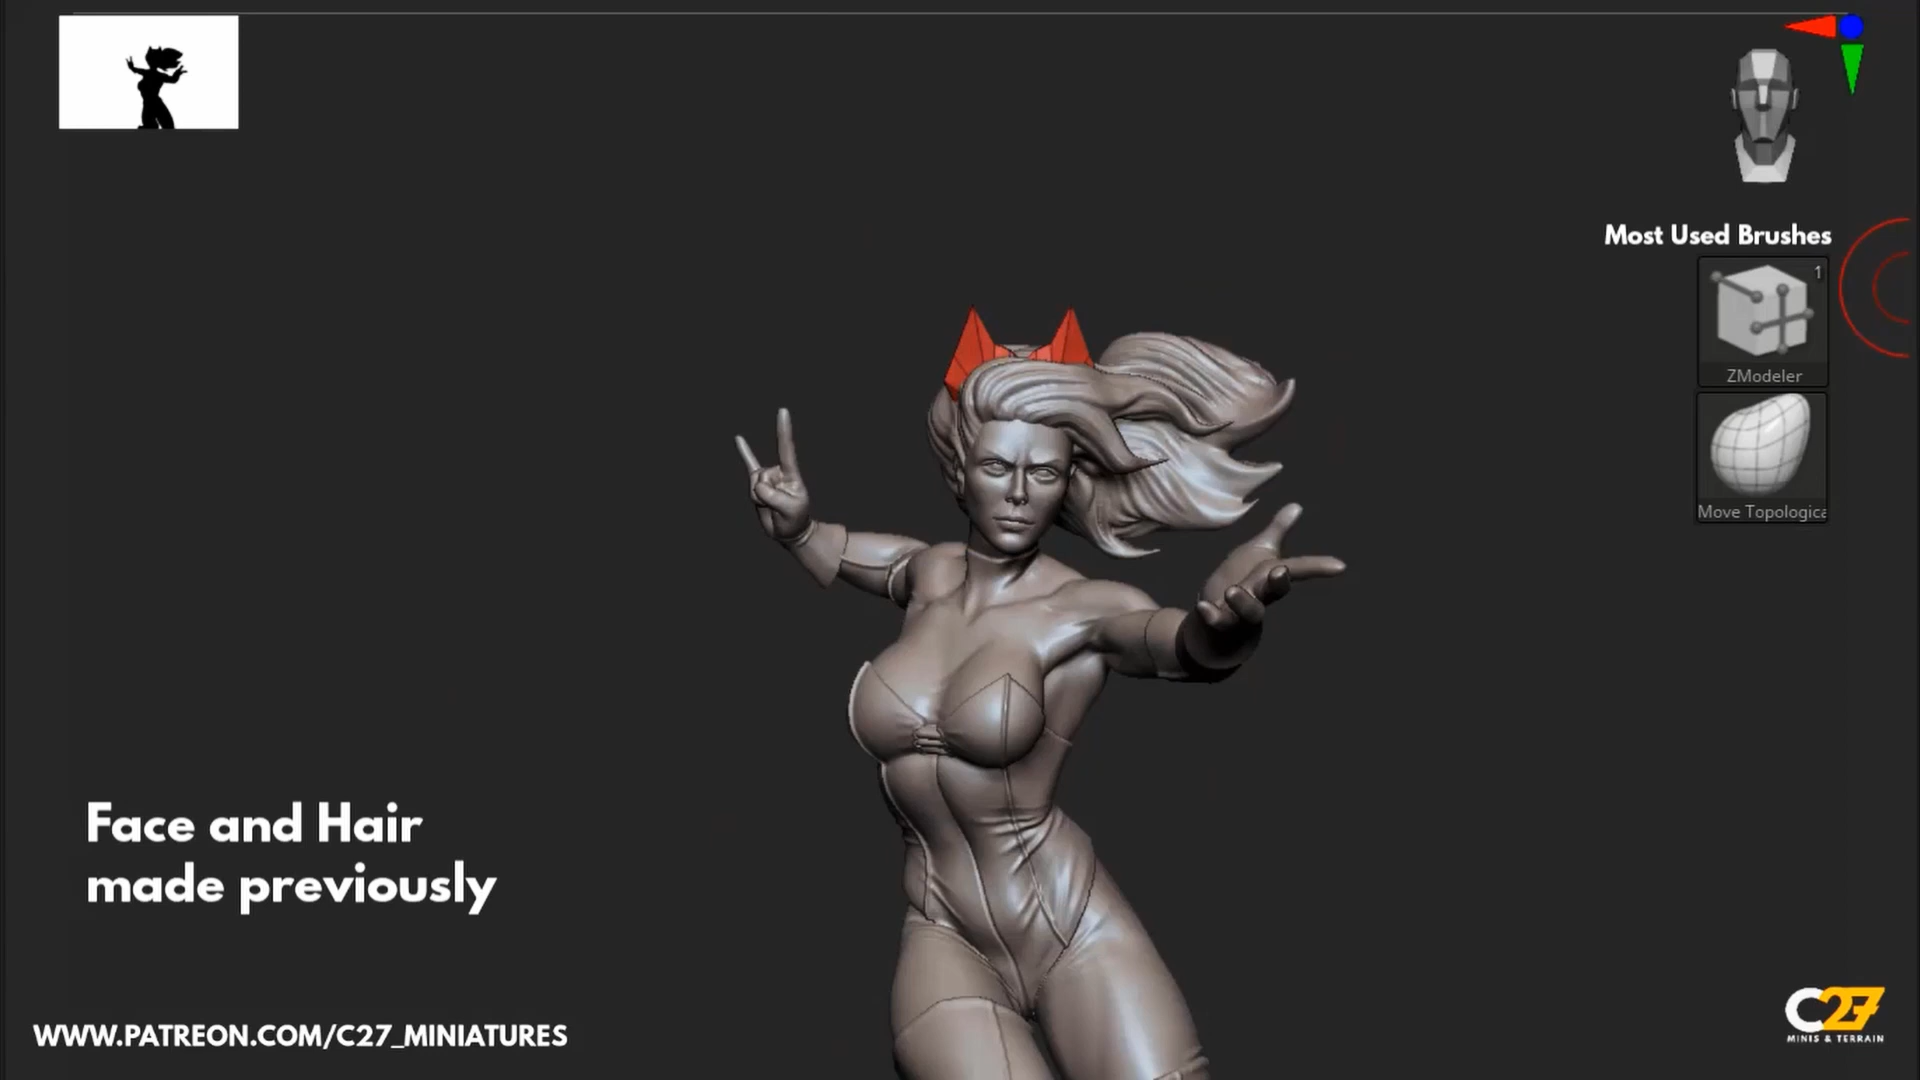 Most Used Brushes
1
ZModeler
Move Topologica
Face and Hair
made previously
WWW.PATREON.COM/C27_MINIATURES
C27
MINIS & TERRAIN